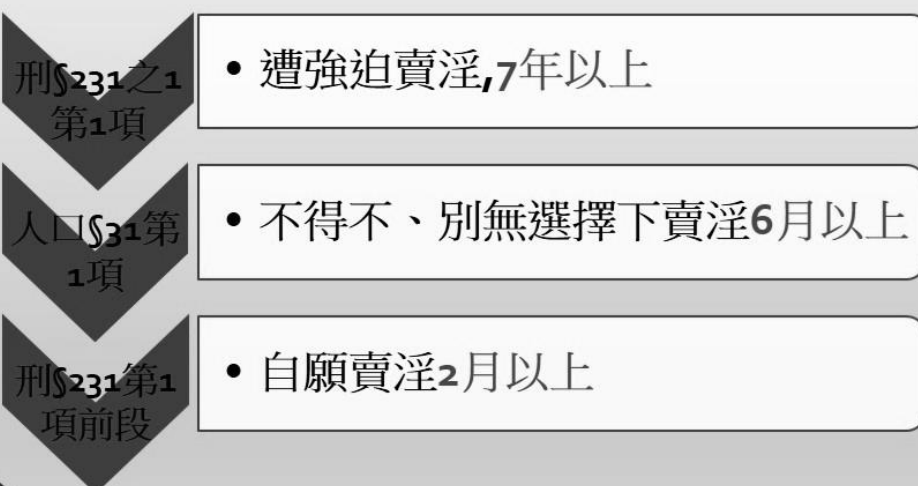 刑§231之1
第1項
• 遭強迫賣淫,7年以上
人口§31第
1項
• 不得不、別無選擇下賣淫6月以上
刑§231第1
項前段
• 自願賣淫2月以上